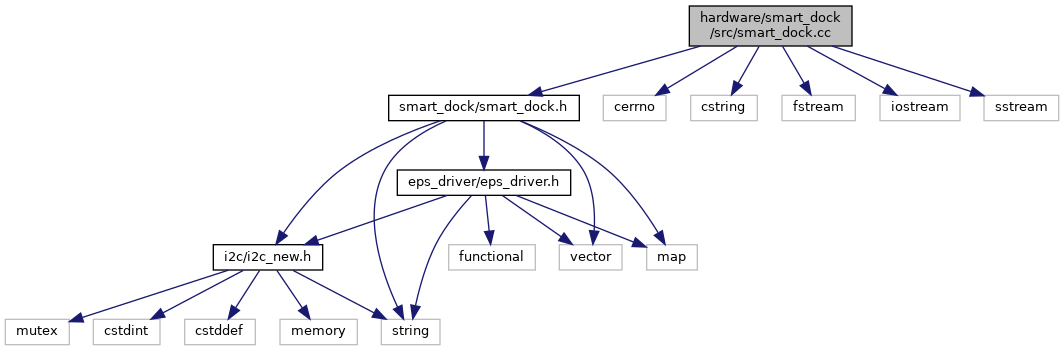 hardware/smart_dock
/src/smart_dock.cc
smart_dock/smart_dock.h
cerrno
cstring
fstream
iostream
sstream
eps_driver/eps_driver.h
i2c/i2c_new.h
functional
vector
map
mutex
cstdint
cstddef
memory
string